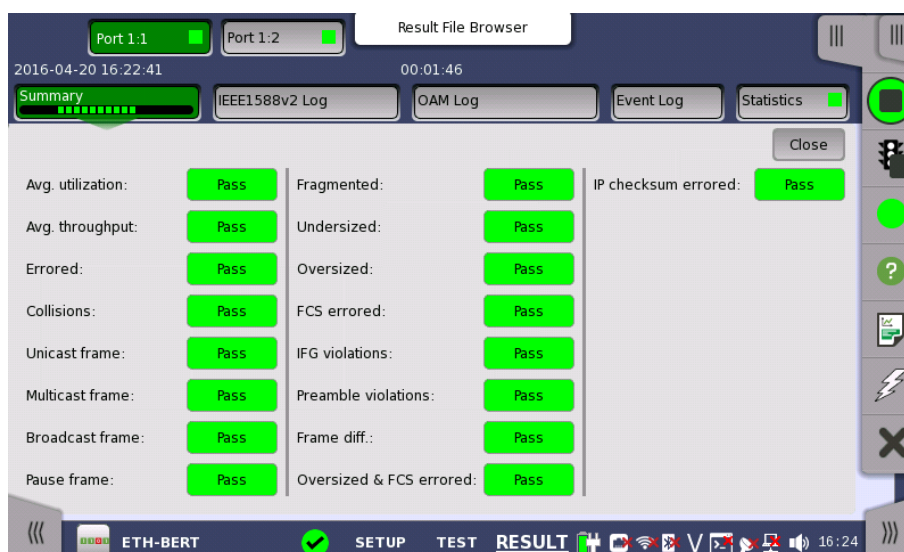 Port 1:1
Port 1:2
Result File Browser
2016-04-20 16:22:41
00:01:46
Summary
IEEE1588v2 Log
OAM Log
Event Log
Statistics
Close
Avg. utilization: Pass
Fragmented: Pass
IP checksum errored: Pass
Avg. throughput: Pass
Undersized: Pass
Errored: Pass
Oversized: Pass
Collisions: Pass
FCS errored: Pass
Unicast frame: Pass
IFG violations: Pass
Multicast frame: Pass
Preamble violations: Pass
Broadcast frame: Pass
Frame diff.: Pass
Pause frame: Pass
Oversized & FCS errored: Pass
ETH-BERT
SETUP
TEST
RESULT
16:24